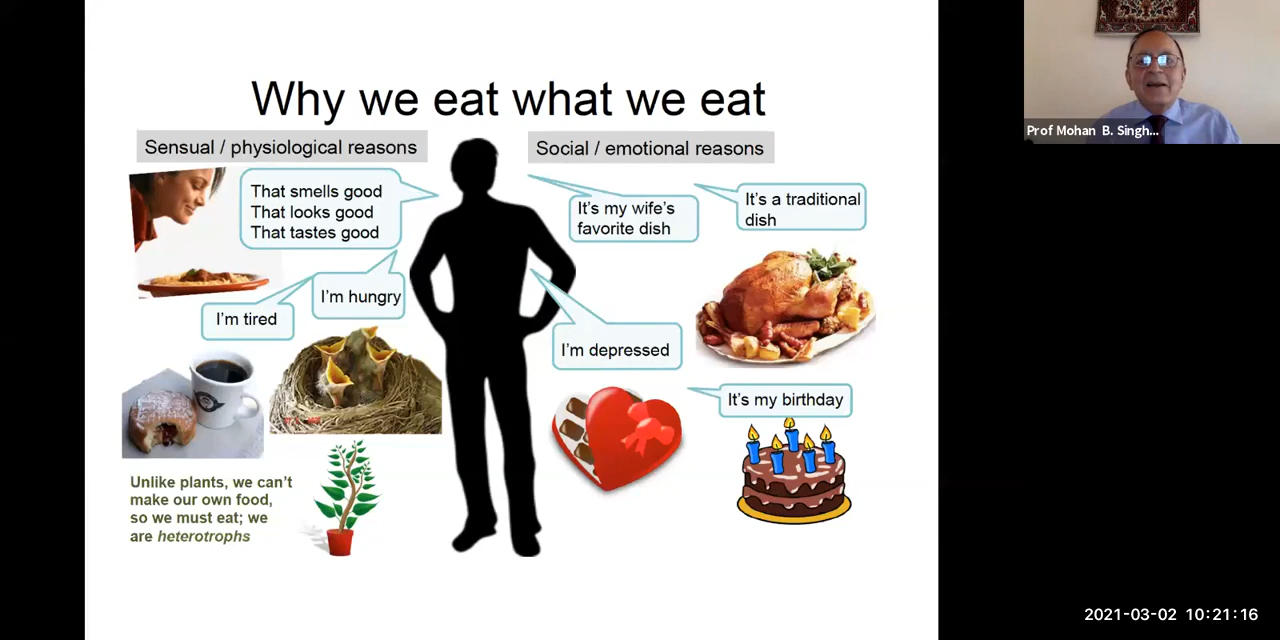 Why we eat what we eat
Sensual / physiological reasons
Social / emotional reasons
That smells good
That looks good
That tastes good
I'm hungry
I'm tired
It's my wife's
favorite dish
It's a traditional
dish
I'm depressed
It's my birthday
Unlike plants, we can't
make our own food,
so we must eat; we
are heterotrophs
Prof Mohan B. Singh...
2021-03-02 10:21:16